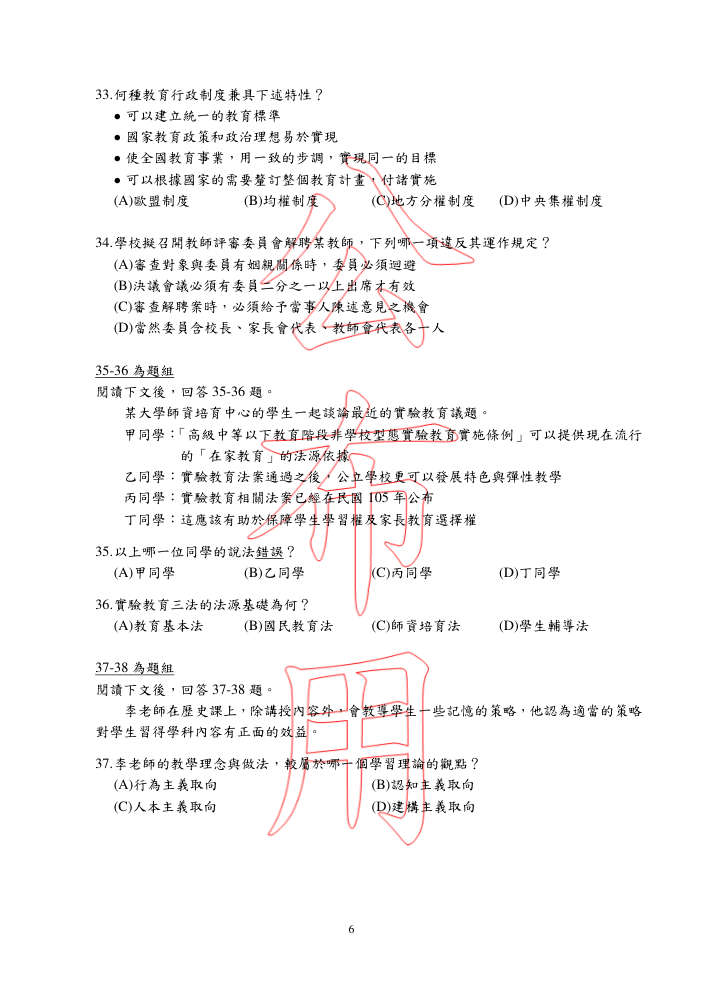 33.何種教育行政制度兼具下述特性？
● 可以建立統一的教育標準
● 國家教育政策和政治理想易於實現
● 使全國教育事業，用一致的步調，實現同一的目標
● 可以根據國家的需要釐訂整個教育計畫，付諸實施
(A)歐盟制度 (B)均權制度 (C)地方分權制度 (D)中央集權制度
34.學校擬召開教師評審委員會解聘某教師，下列哪一項違反其運作規定？
(A)審查對象與委員有姻親關係時，委員必須迴避
(B)決議會議必須有委員二分之一以上出席才有效
(C)審查解聘案時，必須給予當事人陳述意見之機會
(D)當然委員含校長、家長會代表、教師會代表各一人
35-36 為題組
閱讀下文後，回答 35-36 題。
某大學師資培育中心的學生一起談論最近的實驗教育議題。
甲同學：「高級中等以下教育階段非學校型態實驗教育實施條例」可以提供現在流行
的「在家教育」的法源依據
乙同學：實驗教育法案通過之後，公立學校更可以發展特色與彈性教學
丙同學：實驗教育相關法案已經在民國 105 年公布
丁同學：這應該有助於保障學生學習權及家長教育選擇權
35.以上哪一位同學的說法錯誤？
(A)甲同學 (B)乙同學 (C)丙同學 (D)丁同學
36.實驗教育三法的法源基礎為何？
(A)教育基本法 (B)國民教育法 (C)師資培育法 (D)學生輔導法
37-38 為題組
閱讀下文後，回答 37-38 題。
李老師在歷史課上，除講授內容外，會教導學生一些記憶的策略，他認為適當的策略
對學生習得學科內容有正面的效益。
37.李老師的教學理念與做法，較屬於哪一個學習理論的觀點？
(A)行為主義取向 (B)認知主義取向
(C)人本主義取向 (D)建構主義取向
公布用
6